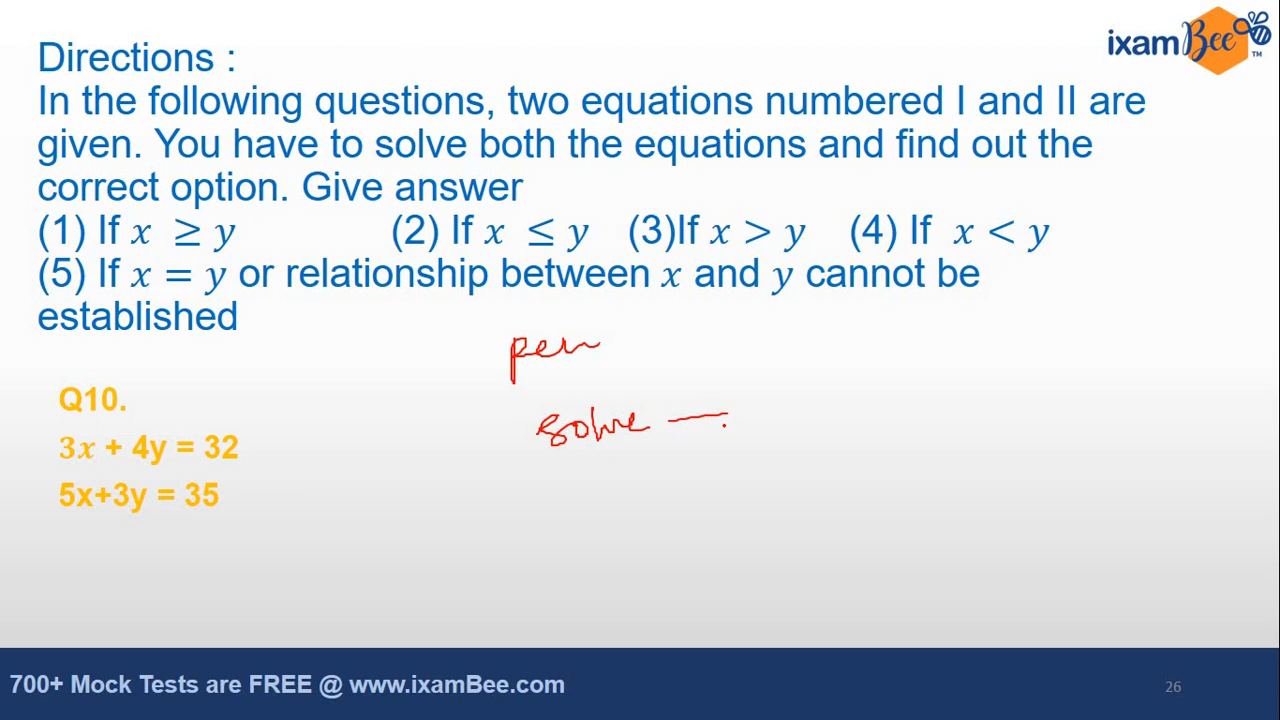 ixamBee™
Directions :
In the following questions, two equations numbered I and II are
given. You have to solve both the equations and find out the
correct option. Give answer
(1) If x ≥ y (2) If x ≤ y (3)If x > y (4) If x < y
(5) If x = y or relationship between x and y cannot be
established
pen
Q10.
solve —
3x + 4y = 32
5x+3y = 35
700+ Mock Tests are FREE @ www.ixamBee.com
26